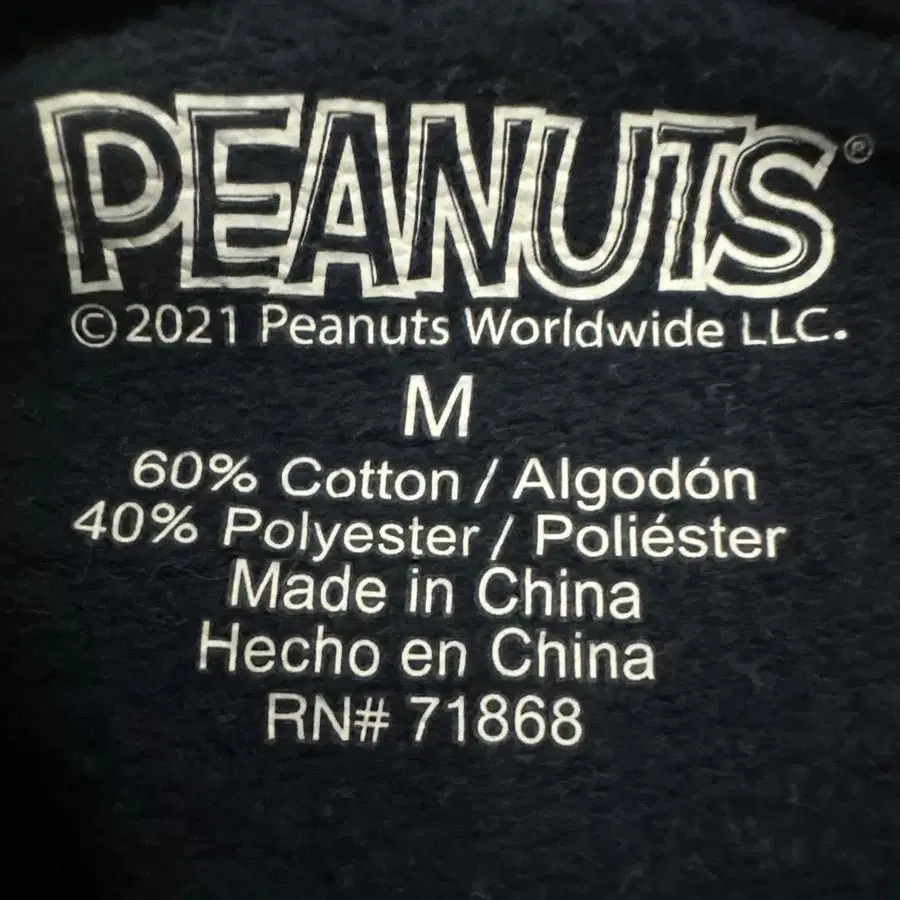 PEANUTS®
©2021 Peanuts Worldwide LLC.
M
60% Cotton / Algodón
40% Polyester / Poliéster
Made in China
Hecho en China
RN# 71868